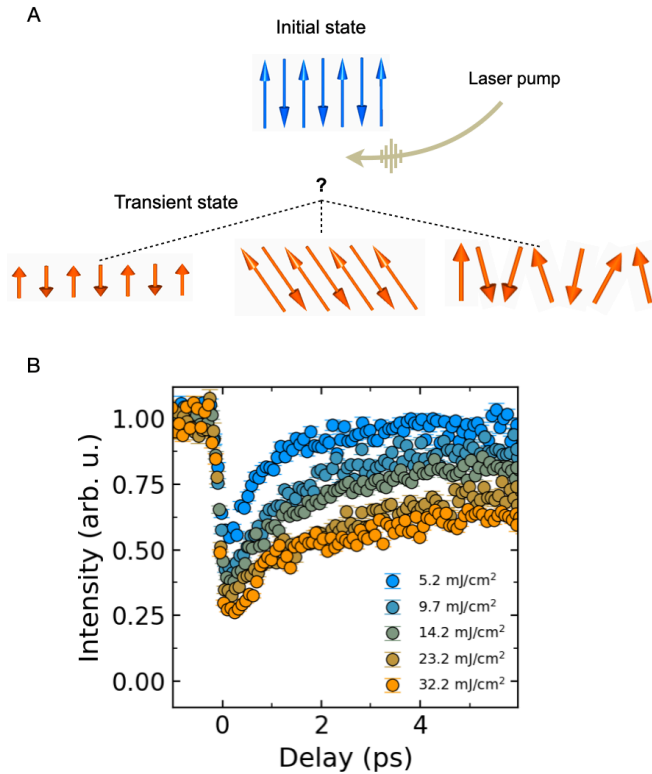 A
Initial state
Laser pump
?
Transient state
B
Intensity (arb. u.)
1.00
0.75
0.50
0.25
0.00
5.2 mJ/cm²
9.7 mJ/cm²
14.2 mJ/cm²
23.2 mJ/cm²
32.2 mJ/cm²
0
2
4
Delay (ps)